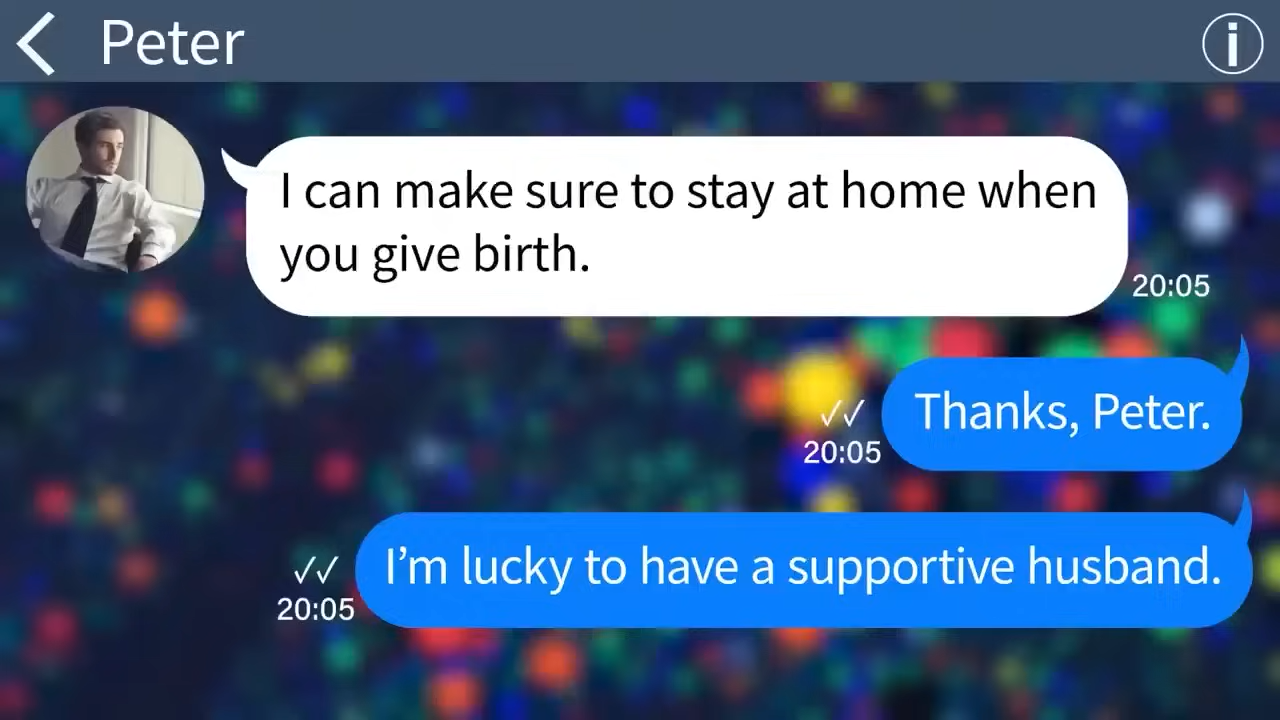 Peter
i
I can make sure to stay at home when
you give birth.
20:05
Thanks, Peter.
✓✓
20:05
I’m lucky to have a supportive husband.
✓✓
20:05